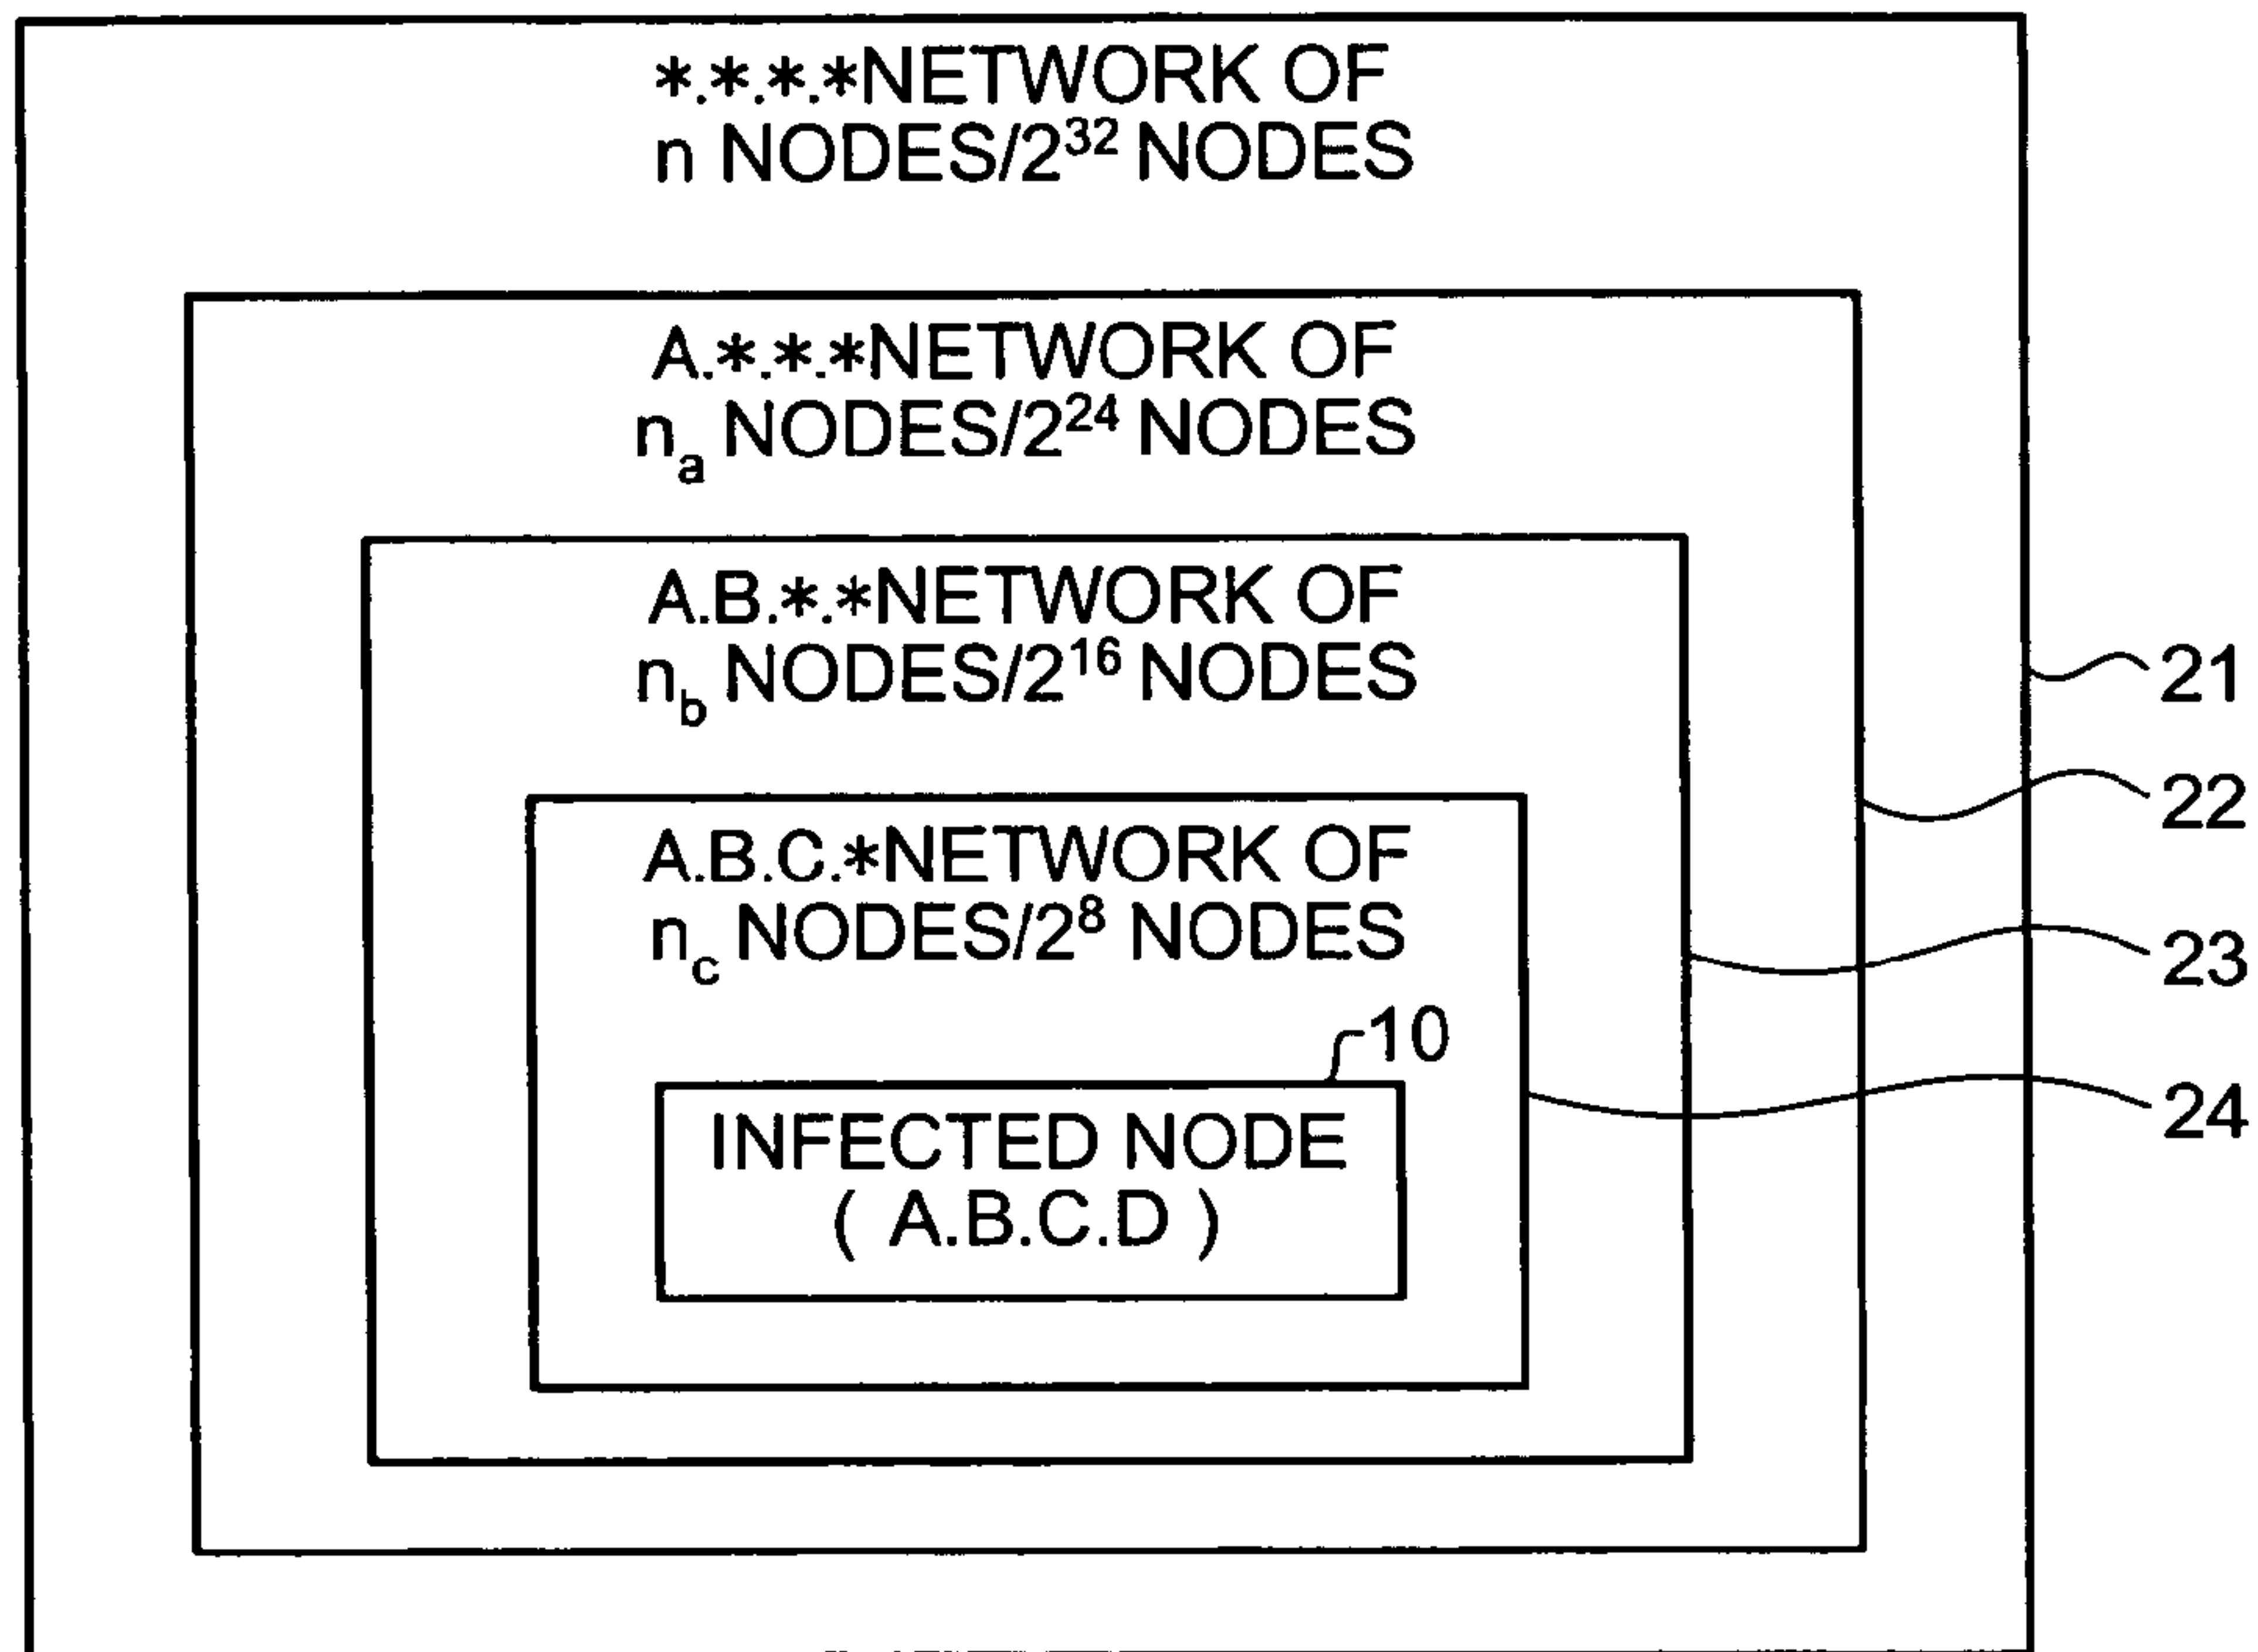 *.*.*.*NETWORK OF
n NODES/2³² NODES
A.*.*.*NETWORK OF
nₐ NODES/2²⁴ NODES
A.B.*.*NETWORK OF
n_b NODES/2¹⁶ NODES
21
22
A.B.C.*NETWORK OF
n_c NODES/2⁸ NODES
23
10
24
INFECTED NODE
( A.B.C.D )